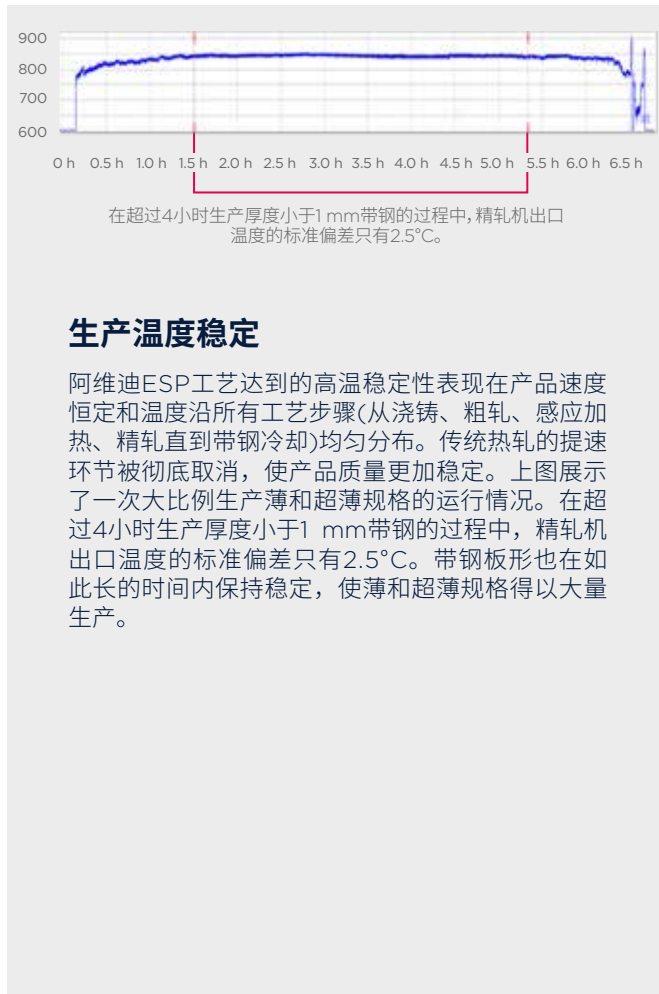 900
800
700
600
0 h 0.5 h 1.0 h 1.5 h 2.0 h 2.5 h 3.0 h 3.5 h 4.0 h 4.5 h 5.0 h 5.5 h 6.0 h 6.5 h
在超过4小时生产厚度小于1 mm带钢的过程中，精轧机出口
温度的标准偏差只有2.5°C。
生产温度稳定
阿维迪ESP工艺达到的高温稳定性表现在产品速度
恒定和温度沿所有工艺步骤(从浇铸、粗轧、感应加
热、精轧直到带钢冷却)均匀分布。传统热轧的提速
环节被彻底取消，使产品质量更加稳定。上图展示
了一次大比例生产薄和超薄规格的运行情况。在超
过4小时生产厚度小于1 mm带钢的过程中，精轧机
出口温度的标准偏差只有2.5°C。带钢板形也在如
此长的时间内保持稳定，使薄和超薄规格得以大量
生产。